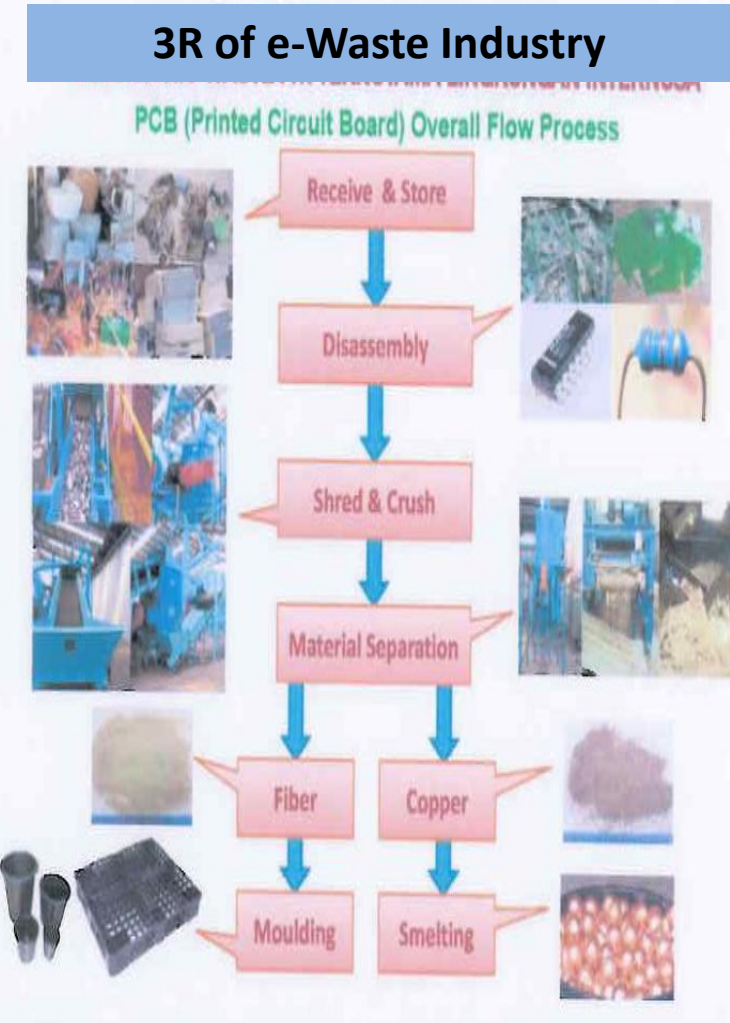 3R of e-Waste Industry
PCB (Printed Circuit Board) Overall Flow Process
Receive & Store
Disassembly
Shred & Crush
Material Separation
Fiber
Copper
Moulding
Smelting